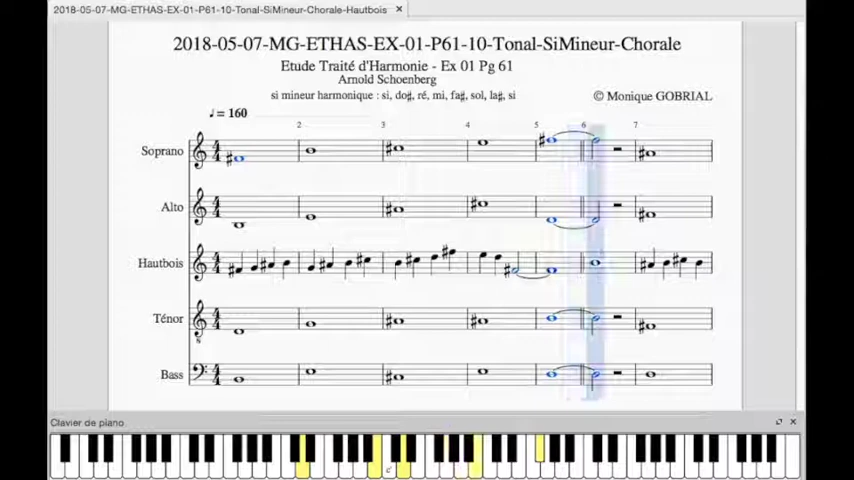 2018-05-07-MG-ETHAS-EX-01-P61-10-Tonal-SiMineur-Chorale-Hautbois ×
2018-05-07-MG-ETHAS-EX-01-P61-10-Tonal-SiMineur-Chorale
Etude Traité d'Harmonie - Ex 01 Pg 61
Arnold Schoenberg
si mineur harmonique : si, do♯, ré, mi, fa♯, sol, la♯, si
© Monique GOBRIAL
♩ = 160
2 3 4 5 6 7
Soprano
Alto
Hautbois
Ténor
8
Bass
Clavier de piano
c'